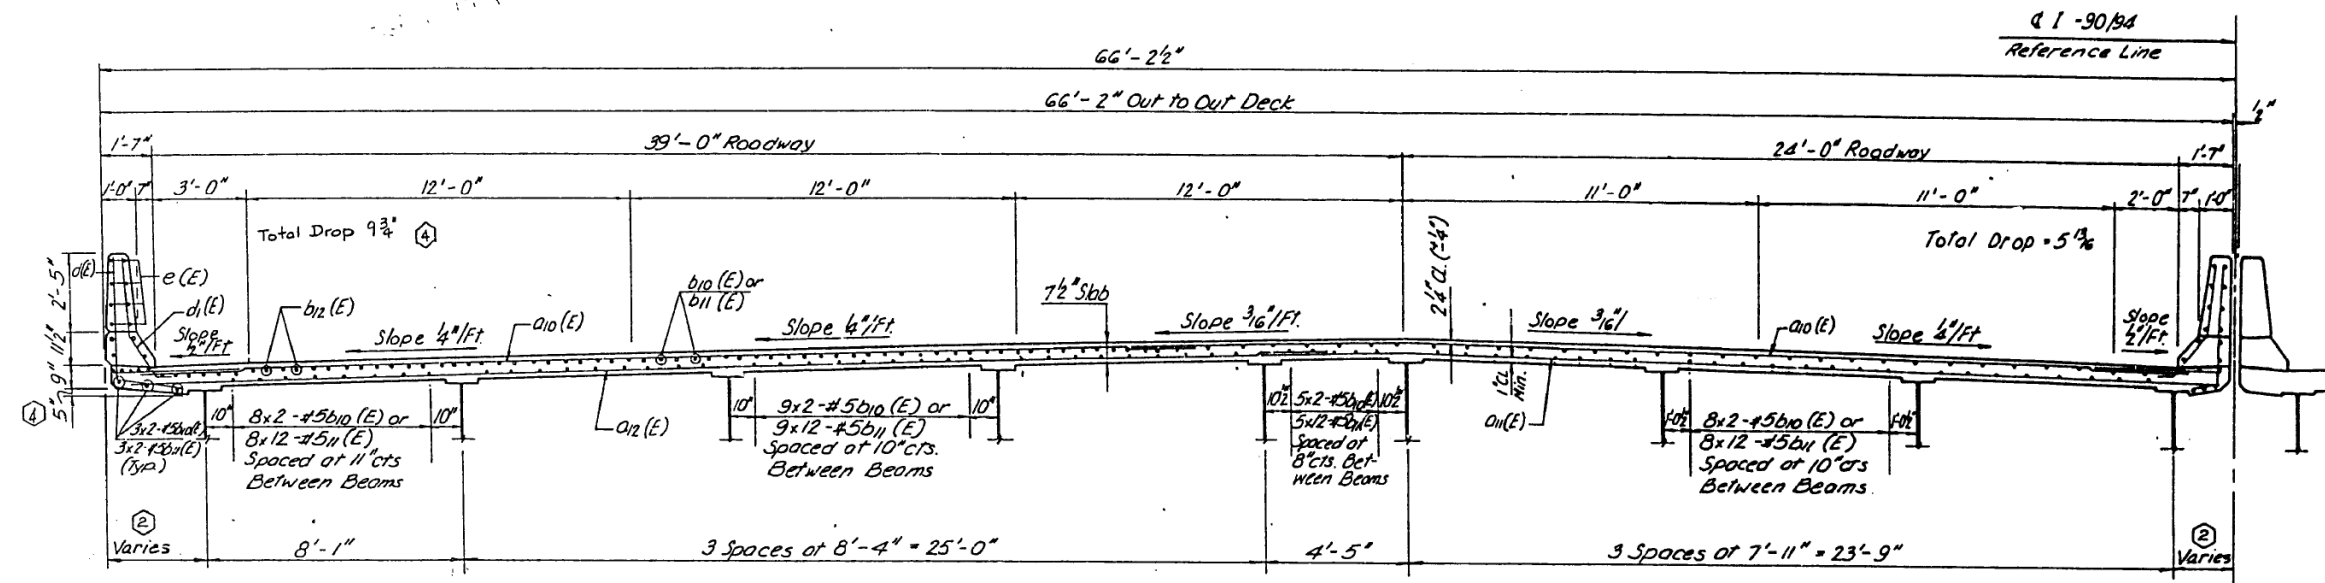 ₵ I-90/94
Reference Line
66'-2½"
66'-2" Out to Out Deck
½"
1'-7"
39'-0" Roadway
24'-0" Roadway
1'-7"
1'-0"
7"
3'-0"
12'-0"
12'-0"
12'-0"
11'-0"
11'-0"
2'-0"
7"
1'-0"
Total Drop 9¾"
4
Total Drop = 5 13/16
d(E)
e(E)
2'-5"
d1(E)
11½"
9"
5"
4
b12(E)
b10(E) or
b11(E)
7½" Slab
2¼" Cl. (±¼")
Slope
½"/Ft
Slope ¼"/Ft.
a10(E)
Slope ¼"/Ft.
Slope 3/16"/Ft.
Slope 3/16"/
a10(E)
Slope ¼"/Ft
Slope
½"/Ft.
1" Cl.
Min.
3x2-#5b10(E)
3x2-#5b11(E)
(Typ.)
10"
8x2-#5b10(E) or
8x12-#511(E)
Spaced at 11"cts
Between Beams
10"
a12(E)
10"
9x2-#5b10(E) or
9x12-#5b11(E)
Spaced at 10"cts.
Between Beams
10"
10½"
5x2-#5b10(E)
5x12-#5b11(E)
Spaced at
8"cts. Bet-
ween Beams
10½"
a11(E)
1'-0½"
8x2-#5b10(E) or
8x12-#5b11(E)
Spaced at 10"cts
Between Beams.
1'-0½"
2
Varies
8'-1"
3 Spaces at 8'-4" = 25'-0"
4'-5"
3 Spaces at 7'-11" = 23'-9"
2
Varies